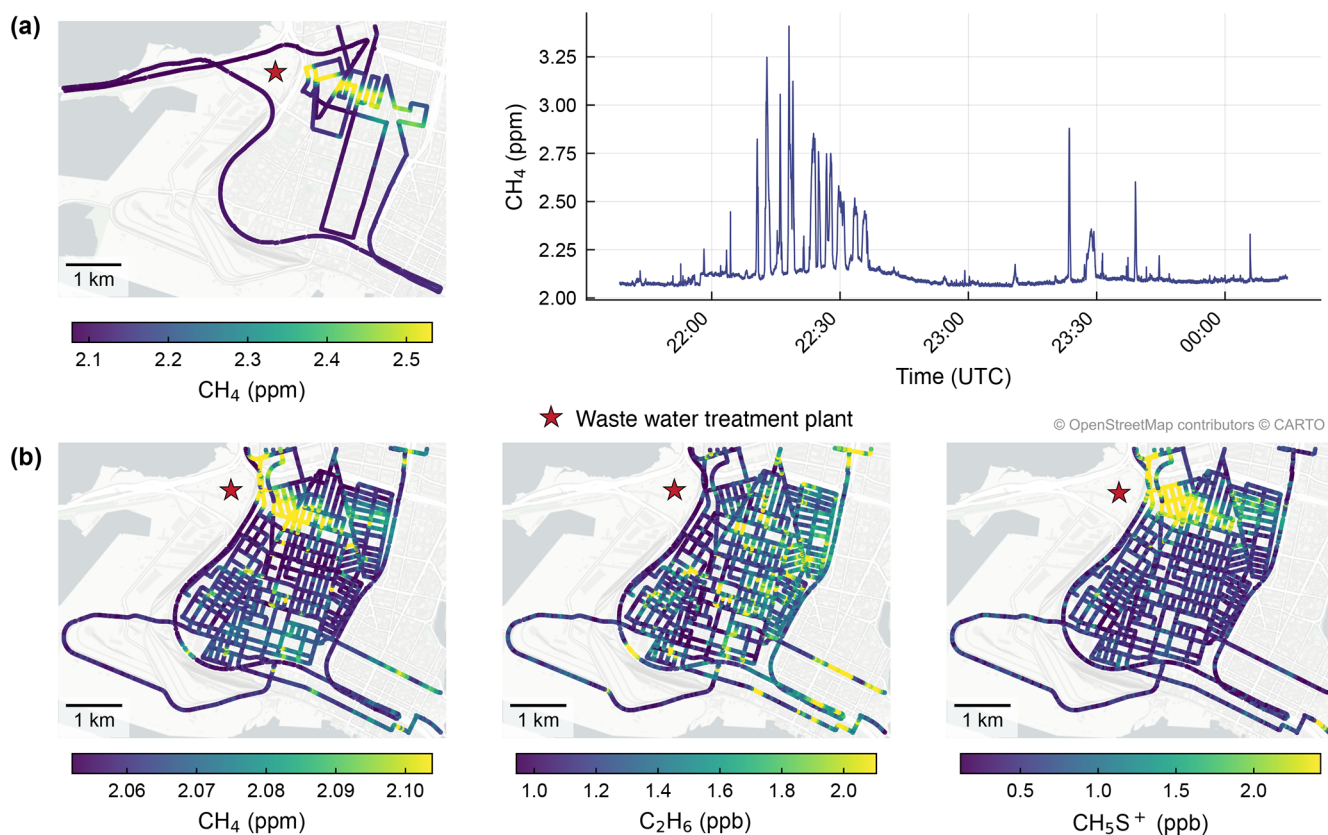 (a)
1 km
2.1 2.2 2.3 2.4 2.5
CH₄ (ppm)
CH₄ (ppm)
3.25
3.00
2.75
2.50
2.25
2.00
22:00 22:30 23:00 23:30 00:00
Time (UTC)
Waste water treatment plant
© OpenStreetMap contributors © CARTO
(b)
1 km
2.06 2.07 2.08 2.09 2.10
CH₄ (ppm)
1 km
1.0 1.2 1.4 1.6 1.8 2.0
C₂H₆ (ppb)
1 km
0.5 1.0 1.5 2.0
CH₅S⁺ (ppb)